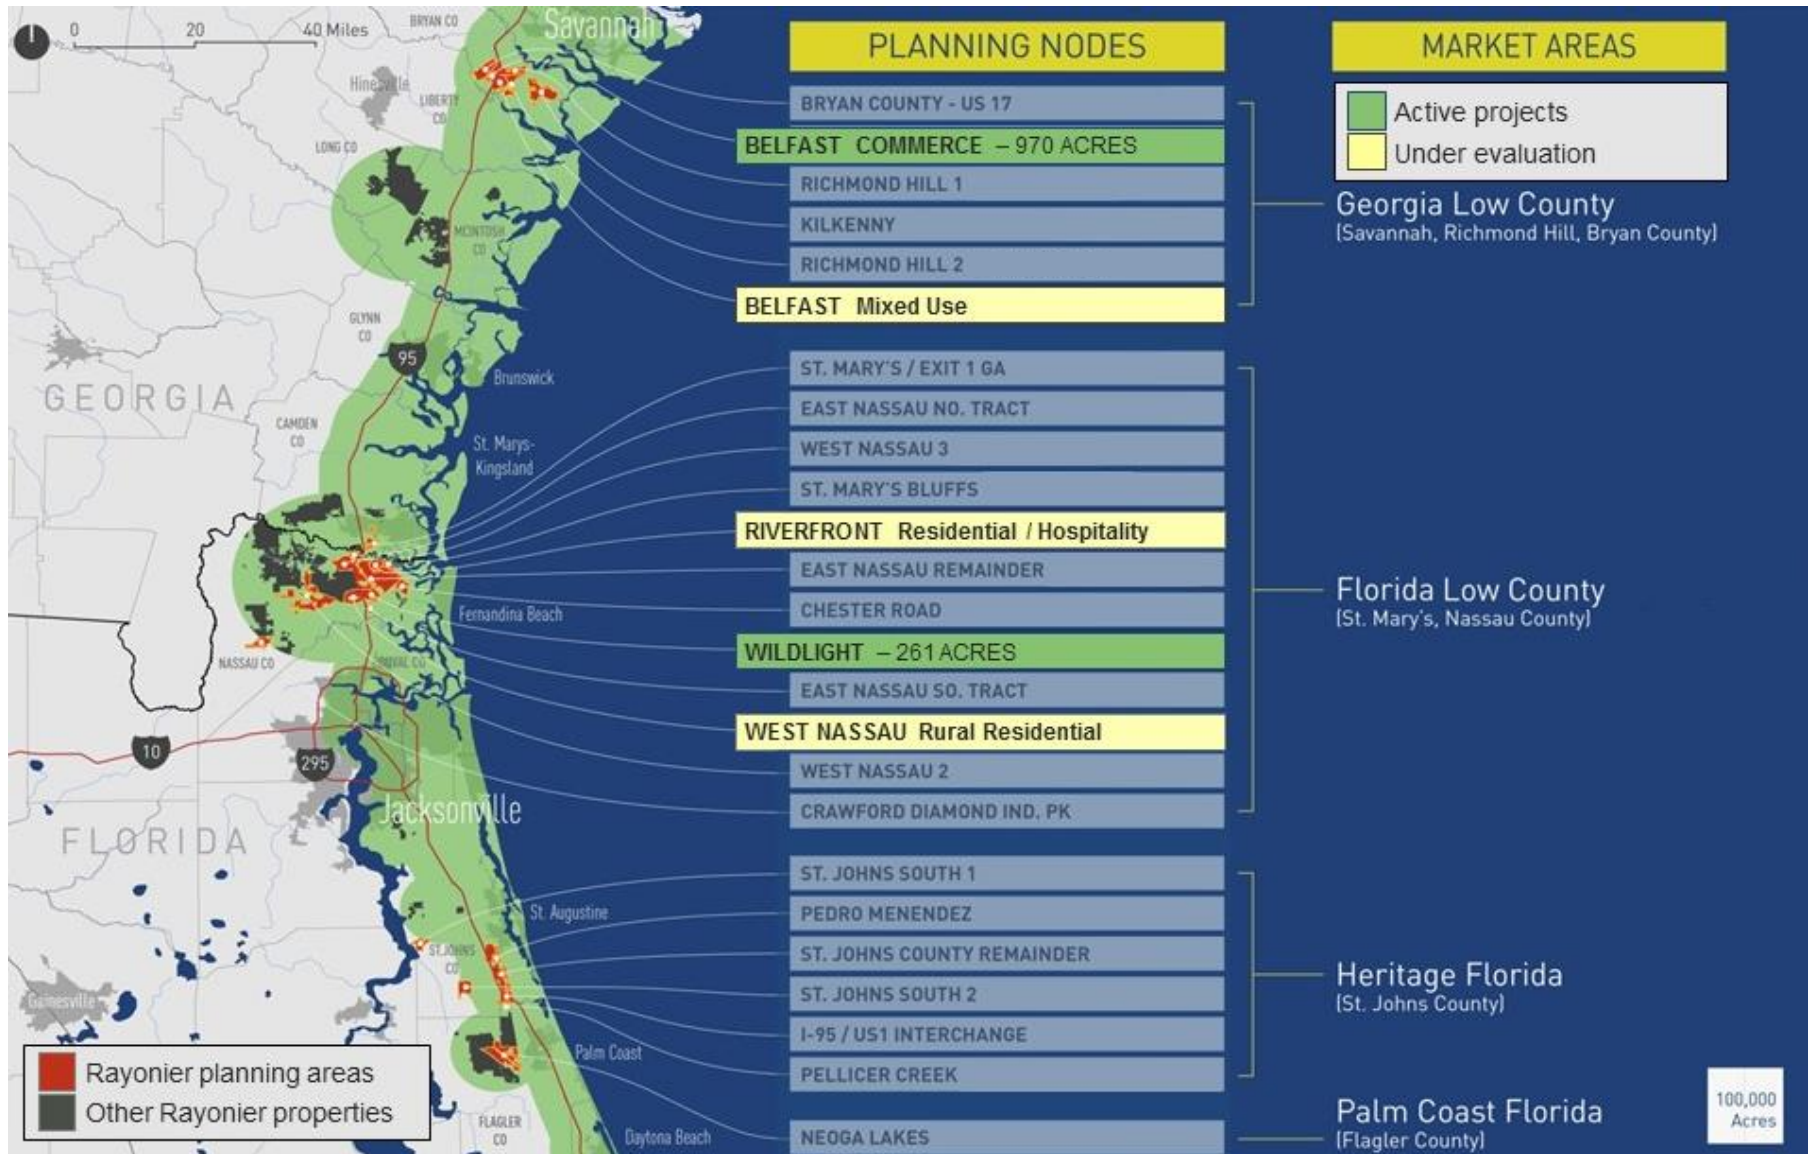 0 20 40 Miles
BRYAN CO
Savannah
Hinesville
LIBERTY
CO
LONG CO
MCINTOSH
CO
GLYNN
CO
95
Brunswick
GEORGIA
CAMDEN
CO
St. Marys-
Kingsland
Fernandina Beach
NASSAU CO
DUVAL CO
10
295
Jacksonville
FLORIDA
St. Augustine
ST.JOHNS
CO
Gainesville
Palm Coast
FLAGLER
CO
Daytona Beach
Rayonier planning areas
Other Rayonier properties
PLANNING NODES
BRYAN COUNTY - US 17
BELFAST COMMERCE – 970 ACRES
RICHMOND HILL 1
KILKENNY
RICHMOND HILL 2
BELFAST Mixed Use
ST. MARY'S / EXIT 1 GA
EAST NASSAU NO. TRACT
WEST NASSAU 3
ST. MARY'S BLUFFS
RIVERFRONT Residential / Hospitality
EAST NASSAU REMAINDER
CHESTER ROAD
WILDLIGHT – 261 ACRES
EAST NASSAU SO. TRACT
WEST NASSAU Rural Residential
WEST NASSAU 2
CRAWFORD DIAMOND IND. PK
ST. JOHNS SOUTH 1
PEDRO MENENDEZ
ST. JOHNS COUNTY REMAINDER
ST. JOHNS SOUTH 2
I-95 / US1 INTERCHANGE
PELLICER CREEK
NEOGA LAKES
MARKET AREAS
Active projects
Under evaluation
Georgia Low County
(Savannah, Richmond Hill, Bryan County)
Florida Low County
(St. Mary's, Nassau County)
Heritage Florida
(St. Johns County)
Palm Coast Florida
(Flagler County)
100,000
Acres